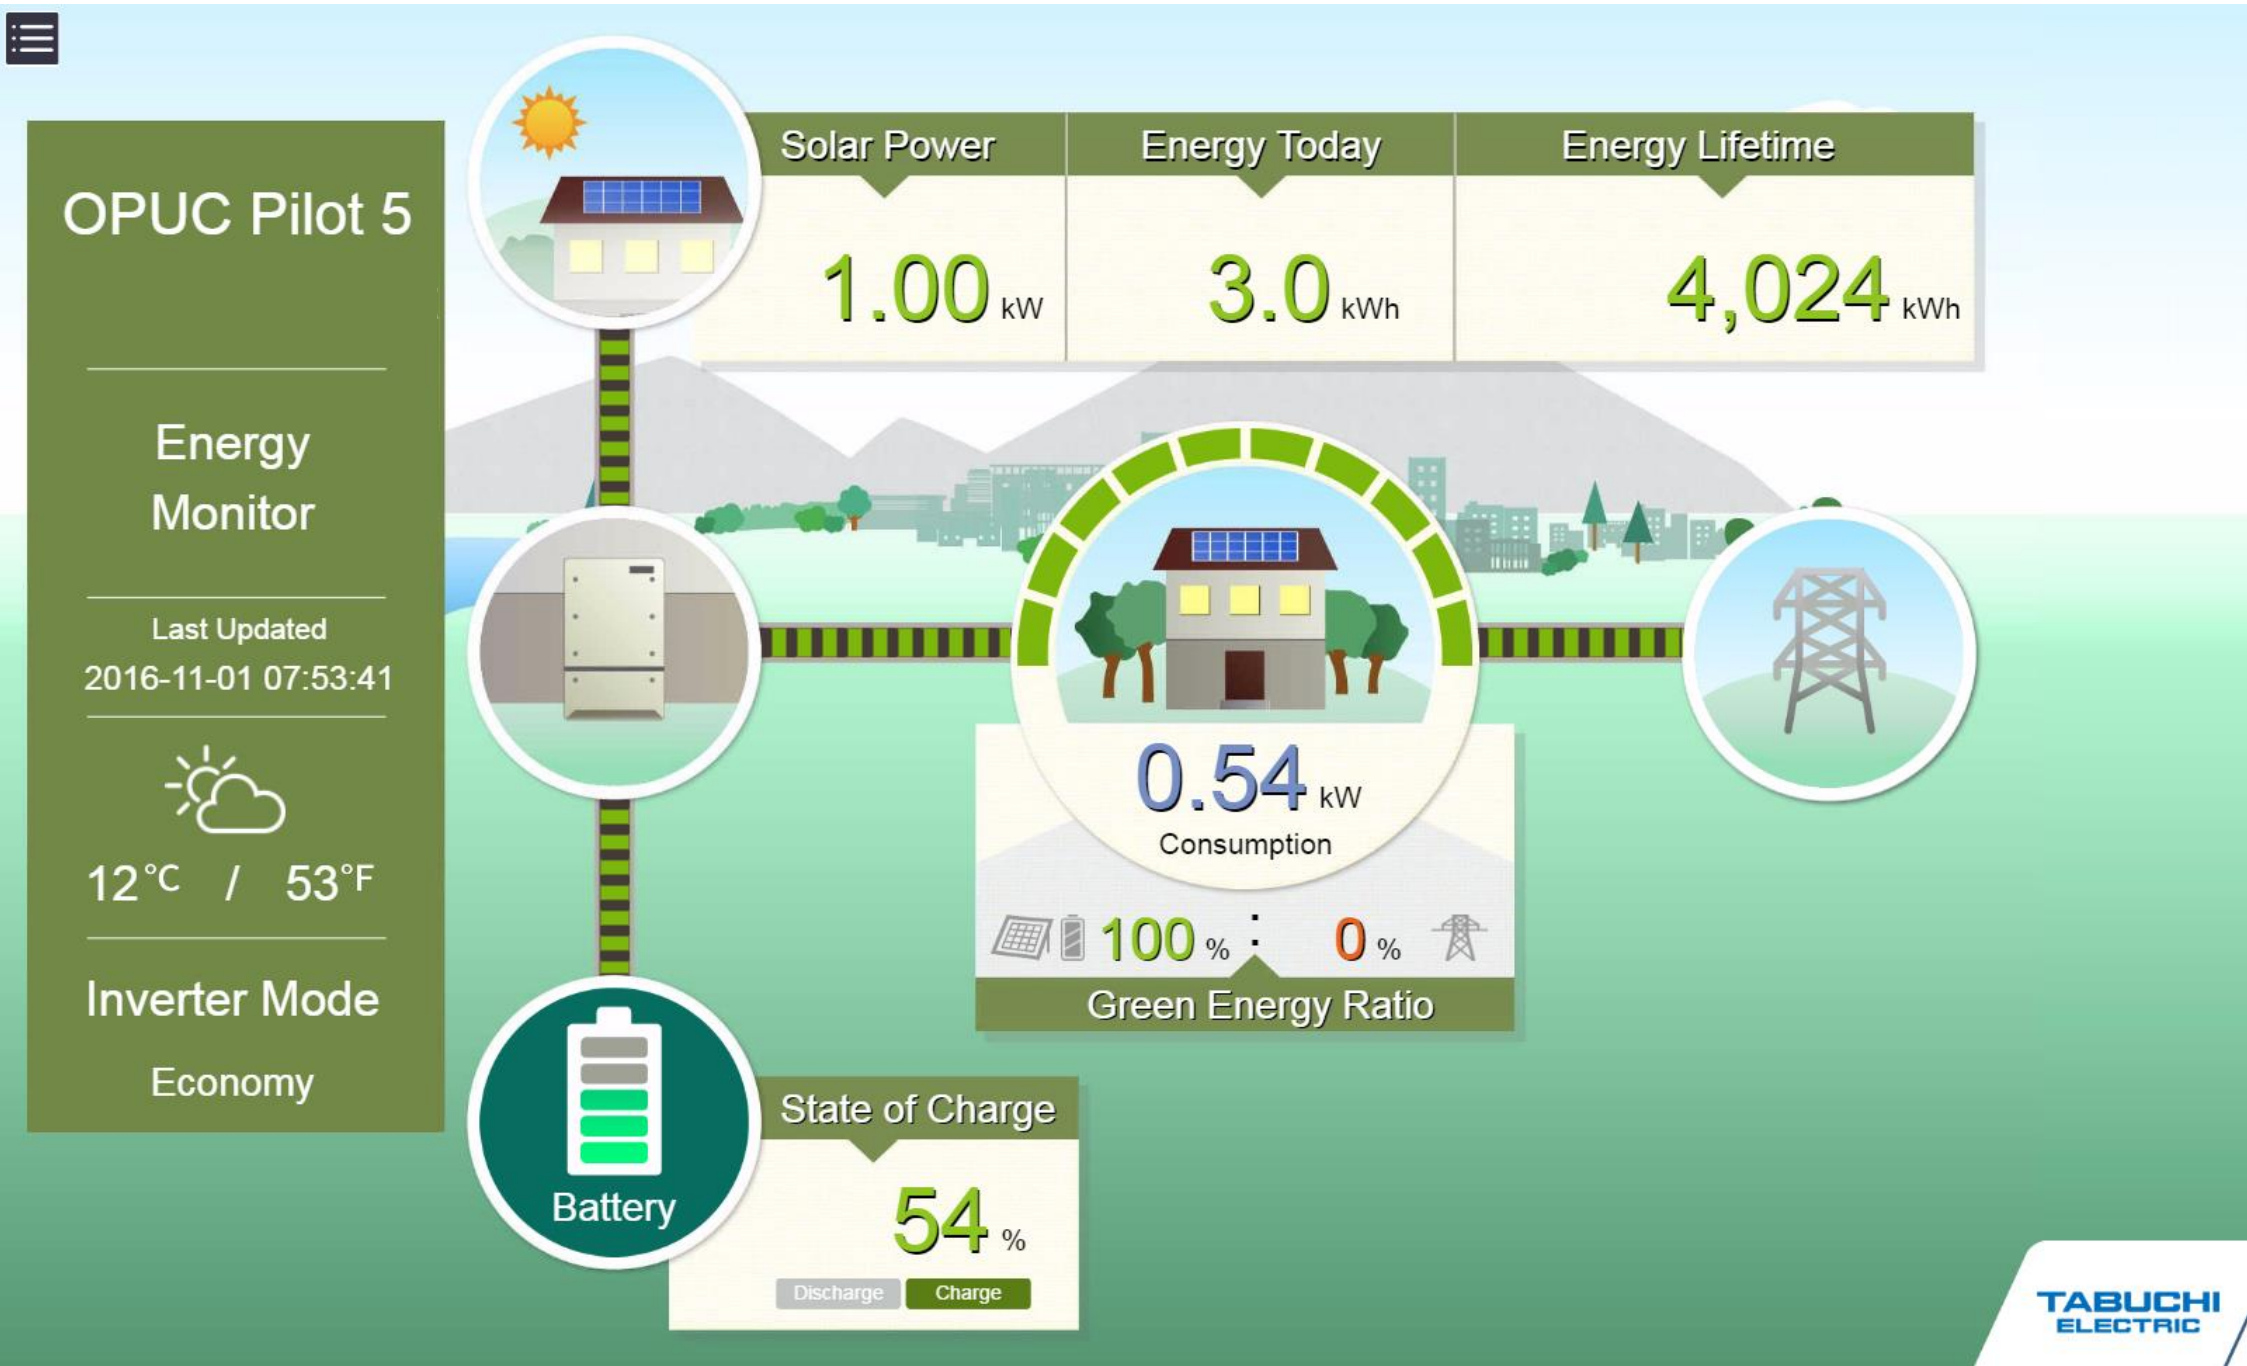 OPUC Pilot 5
Energy
Monitor
Last Updated
2016-11-01 07:53:41
12°C / 53°F
Inverter Mode
Economy
Solar Power
1.00 kW
Energy Today
3.0 kWh
Energy Lifetime
4,024 kWh
0.54 kW
Consumption
100 % : 0 %
Green Energy Ratio
Battery
State of Charge
54 %
Discharge Charge
TABUCHI
ELECTRIC